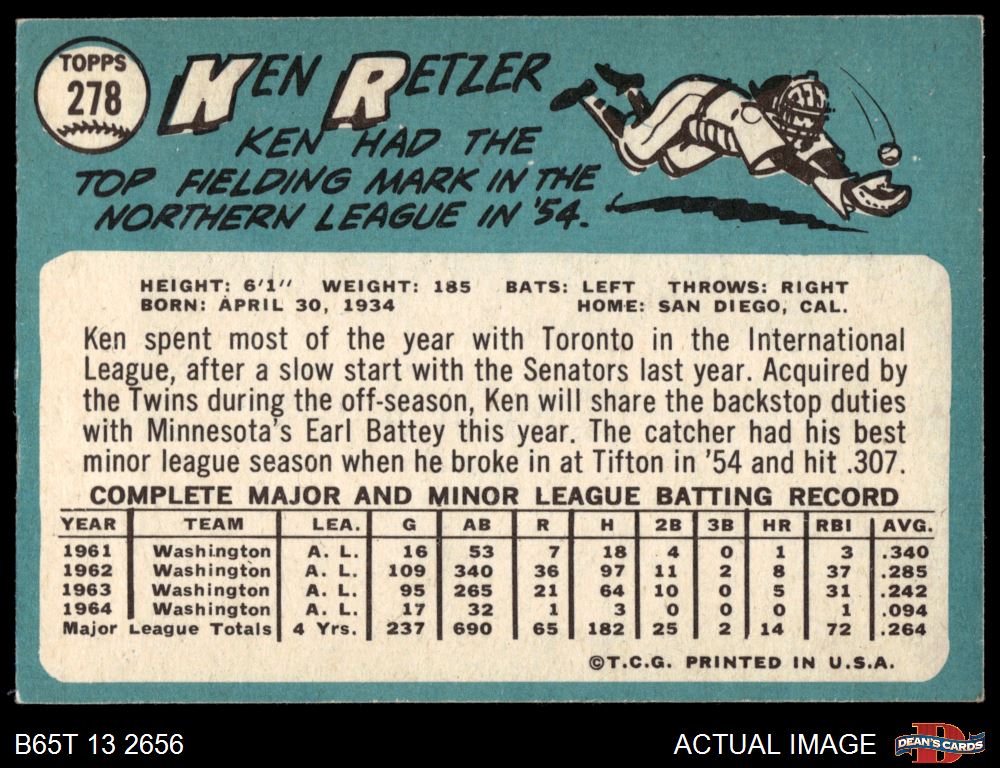 TOPPS
278
KEN RETZER
KEN HAD THE
TOP FIELDING MARK IN THE
NORTHERN LEAGUE IN '54.
HEIGHT: 6'1" WEIGHT: 185 BATS: LEFT THROWS: RIGHT
BORN: APRIL 30, 1934 HOME: SAN DIEGO, CAL.
Ken spent most of the year with Toronto in the International
League, after a slow start with the Senators last year. Acquired by
the Twins during the off-season, Ken will share the backstop duties
with Minnesota's Earl Battey this year. The catcher had his best
minor league season when he broke in at Tifton in '54 and hit .307.
COMPLETE MAJOR AND MINOR LEAGUE BATTING RECORD
YEAR TEAM LEA. G AB R H 2B 3B HR RBI AVG.
1961 Washington A. L. 16 53 7 18 4 0 1 3 .340
1962 Washington A. L. 109 340 36 97 11 2 8 37 .285
1963 Washington A. L. 95 265 21 64 10 0 5 31 .242
1964 Washington A. L. 17 32 1 3 0 0 0 1 .094
Major League Totals 4 Yrs. 237 690 65 182 25 2 14 72 .264
©T.C.G. PRINTED IN U.S.A.
B65T 13 2656 ACTUAL IMAGE DEAN'S CARDS